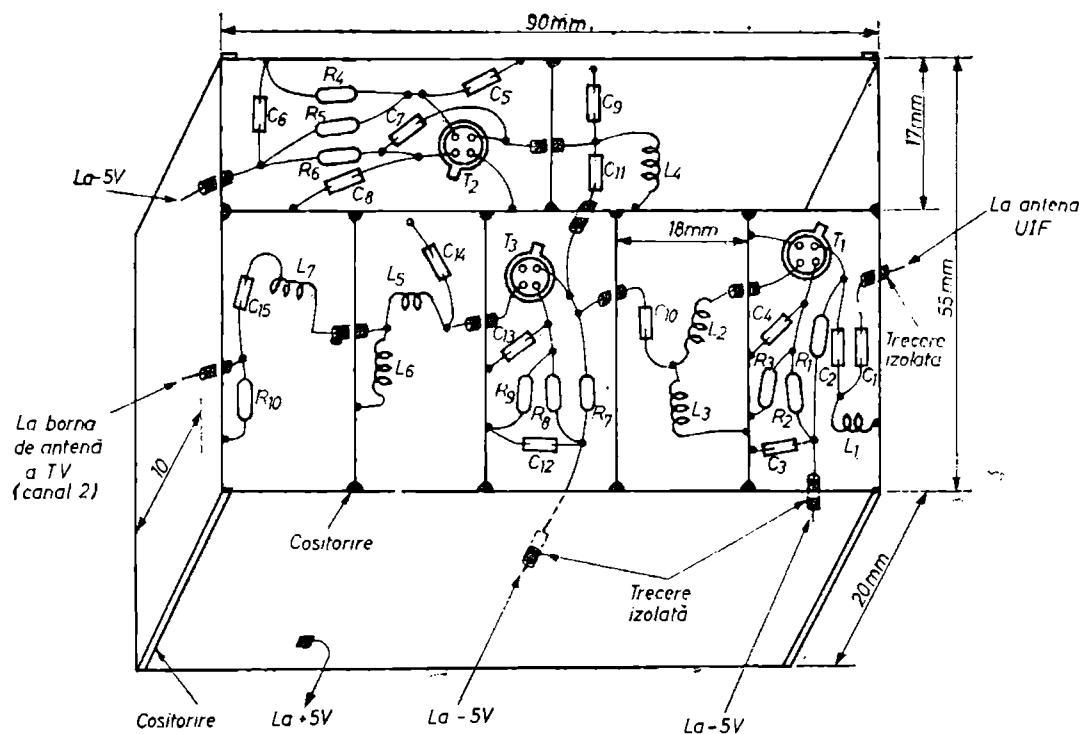 90mm.
R4
C5
C6
R5
C7
C9
17mm
R6
T2
C11
L4
La-5V
C8
La antena
UIF
18mm
T1
55mm
T3
C14
L7
L5
C15
C4
C13
C10
L2
Trecere
izolată
R3
R1
C2
C1
L6
R9
R8
R7
L3
R2
R10
La borna
de antenă
a TV
(canal 2)
10
C12
C3
L1
Cositorire
Trecere
izolată
20mm
Cositorire
La +5V
La -5V
La-5V